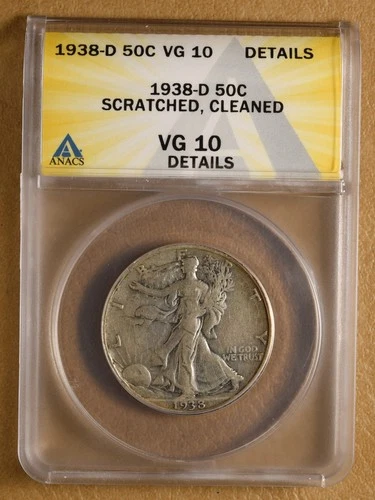 1938-D 50C VG 10 DETAILS
1938-D 50C
SCRATCHED, CLEANED
ANACS
VG 10
DETAILS
LIBERTY
IN GOD
WE TRUST
1938